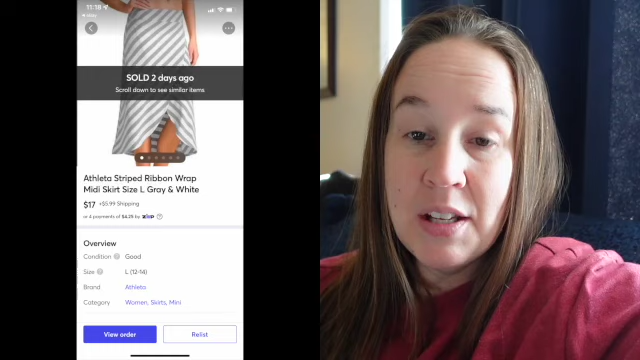 11:18
SOLD 2 days ago
Scroll down to see similar items
Athleta Striped Ribbon Wrap
Midi Skirt Size L Gray & White
$17 +$5.99 Shipping
or 4 payments of $4.25 by zip
Overview
Condition Good
Size L (12-14)
Brand Athleta
Category Women, Skirts, Mini
View order
Relist